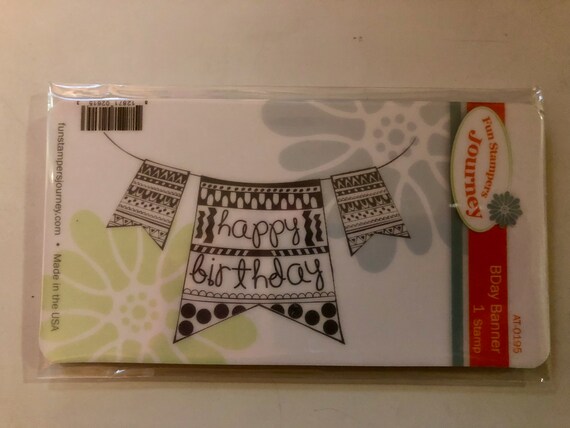 happy
birthday
Fun Stampers
Journey
BDay Banner
1 Stamp
AT-0195
funstampersjourney.com • Made in the USA